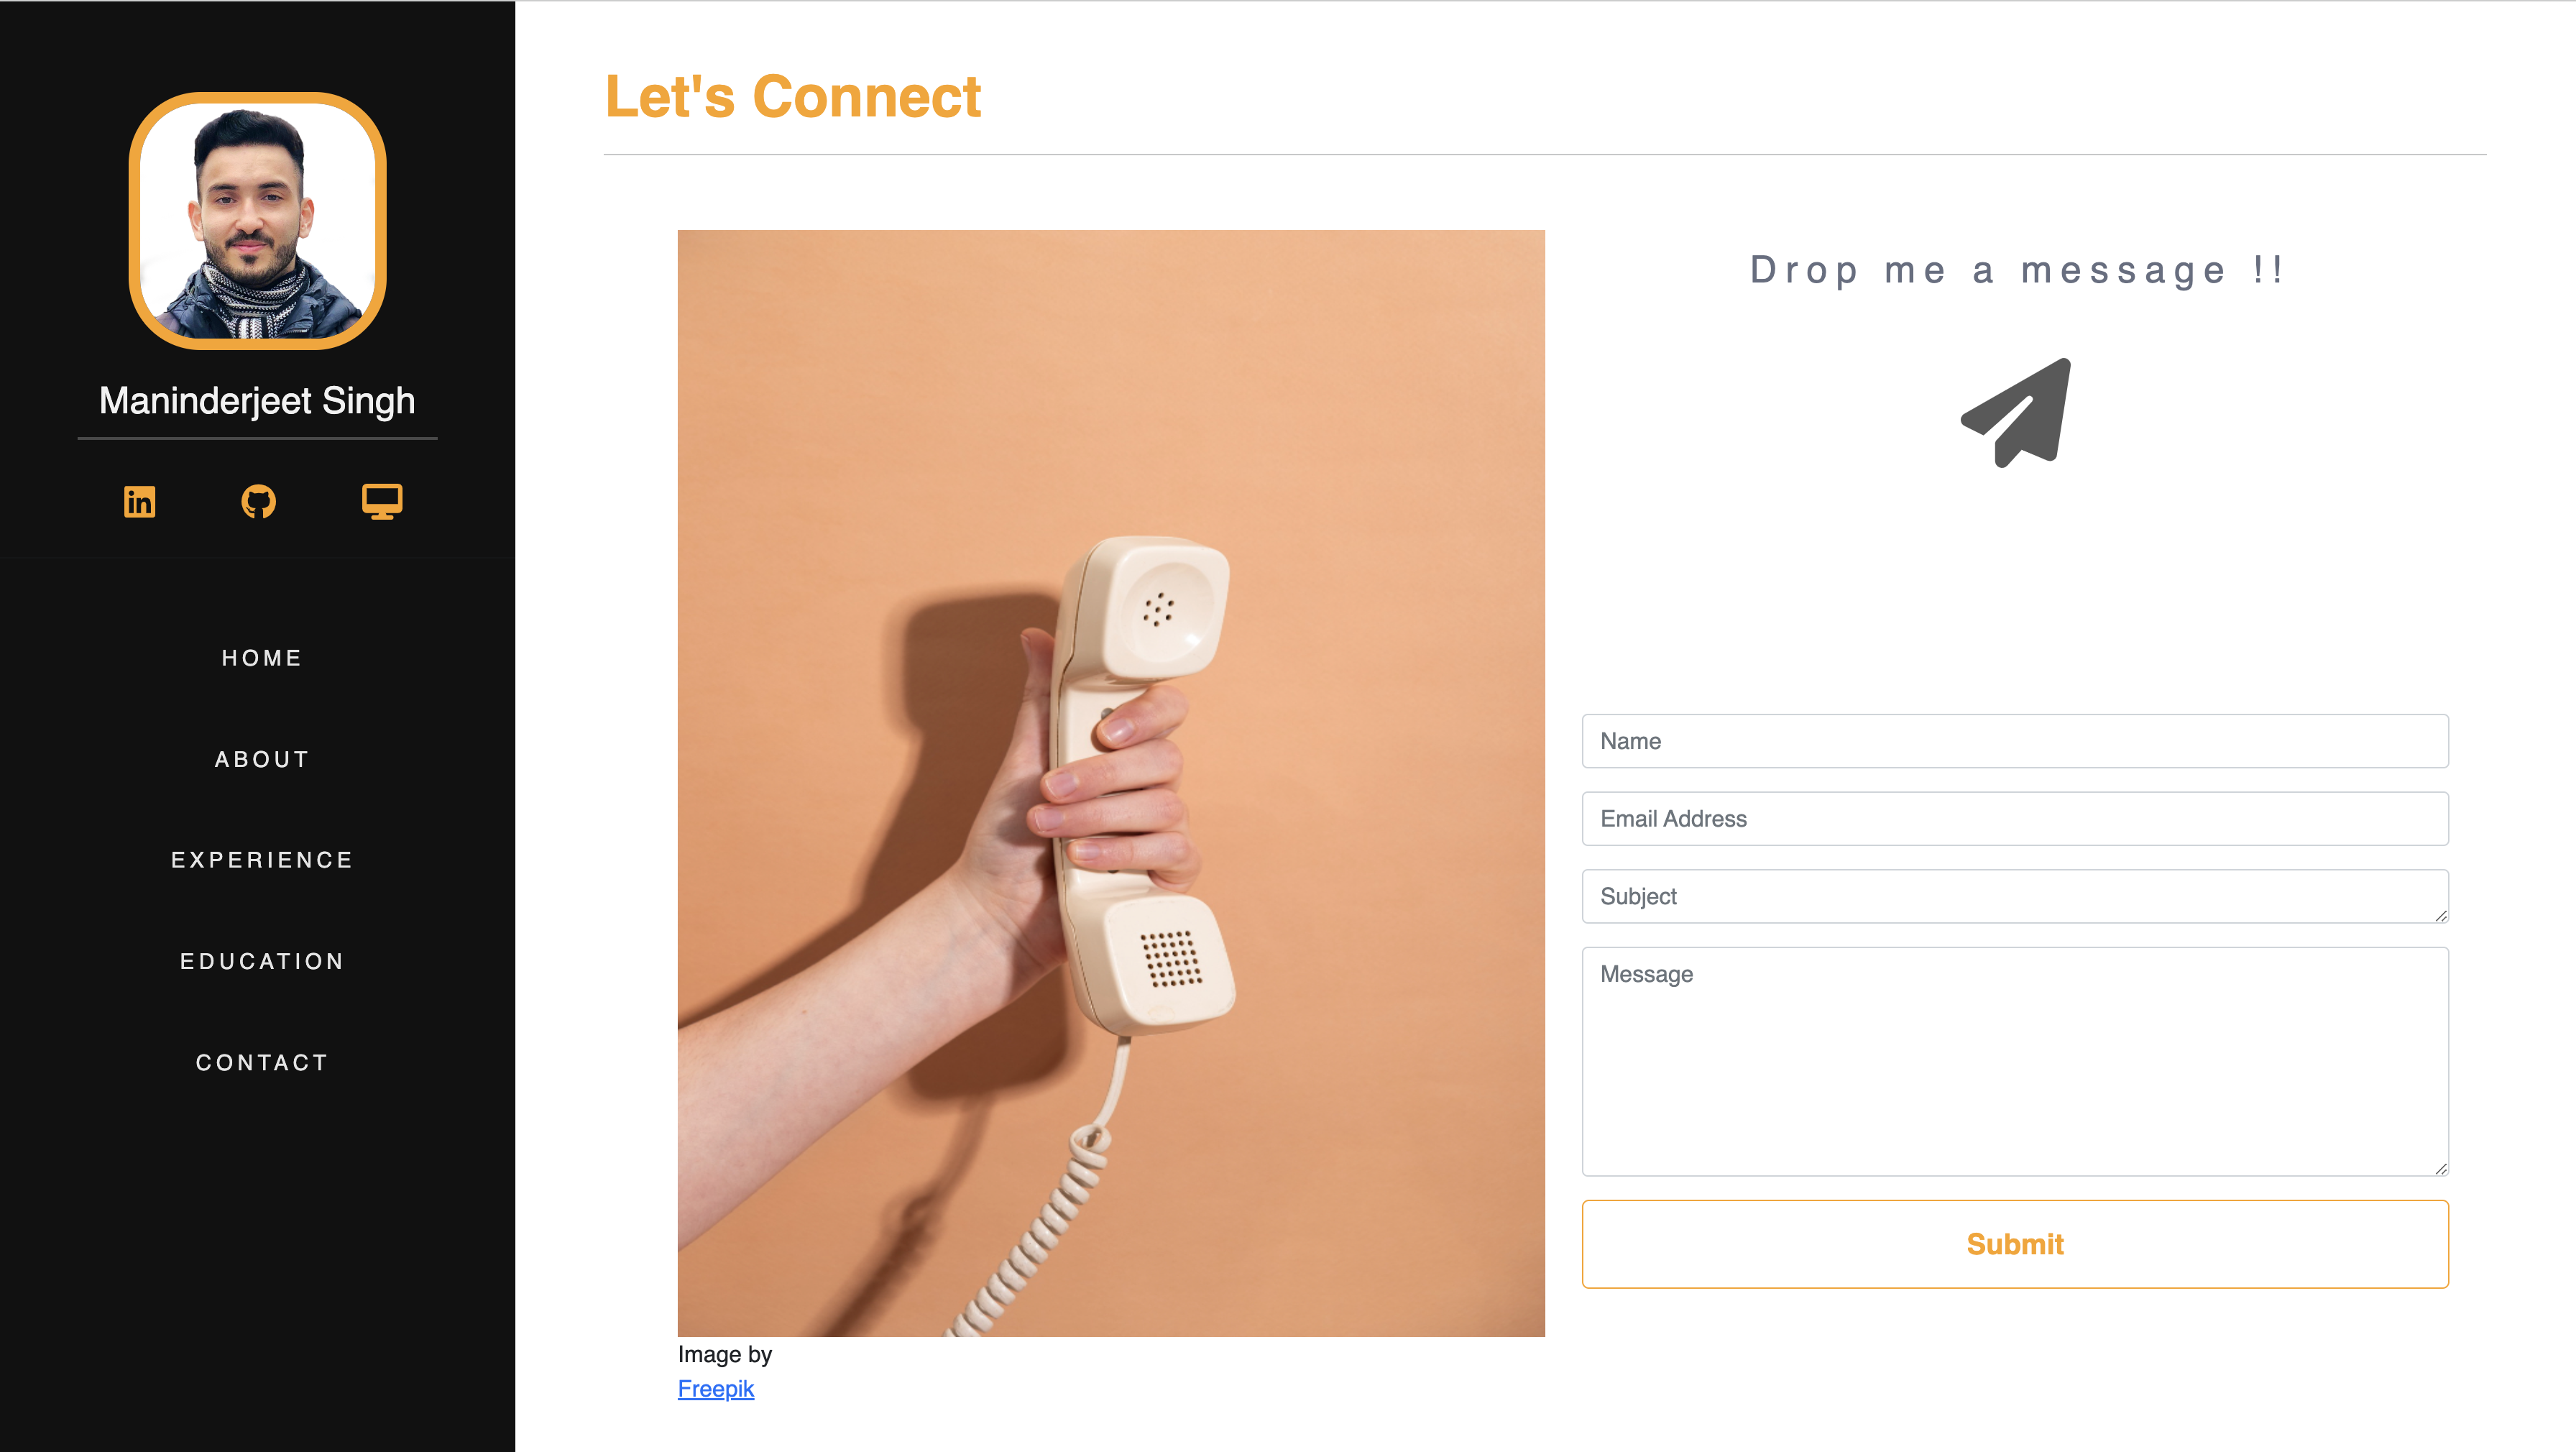 Maninderjeet Singh
HOME
ABOUT
EXPERIENCE
EDUCATION
CONTACT
Let's Connect
Image by
Freepik
Drop me a message !!
Name
Email Address
Subject
Message
Submit